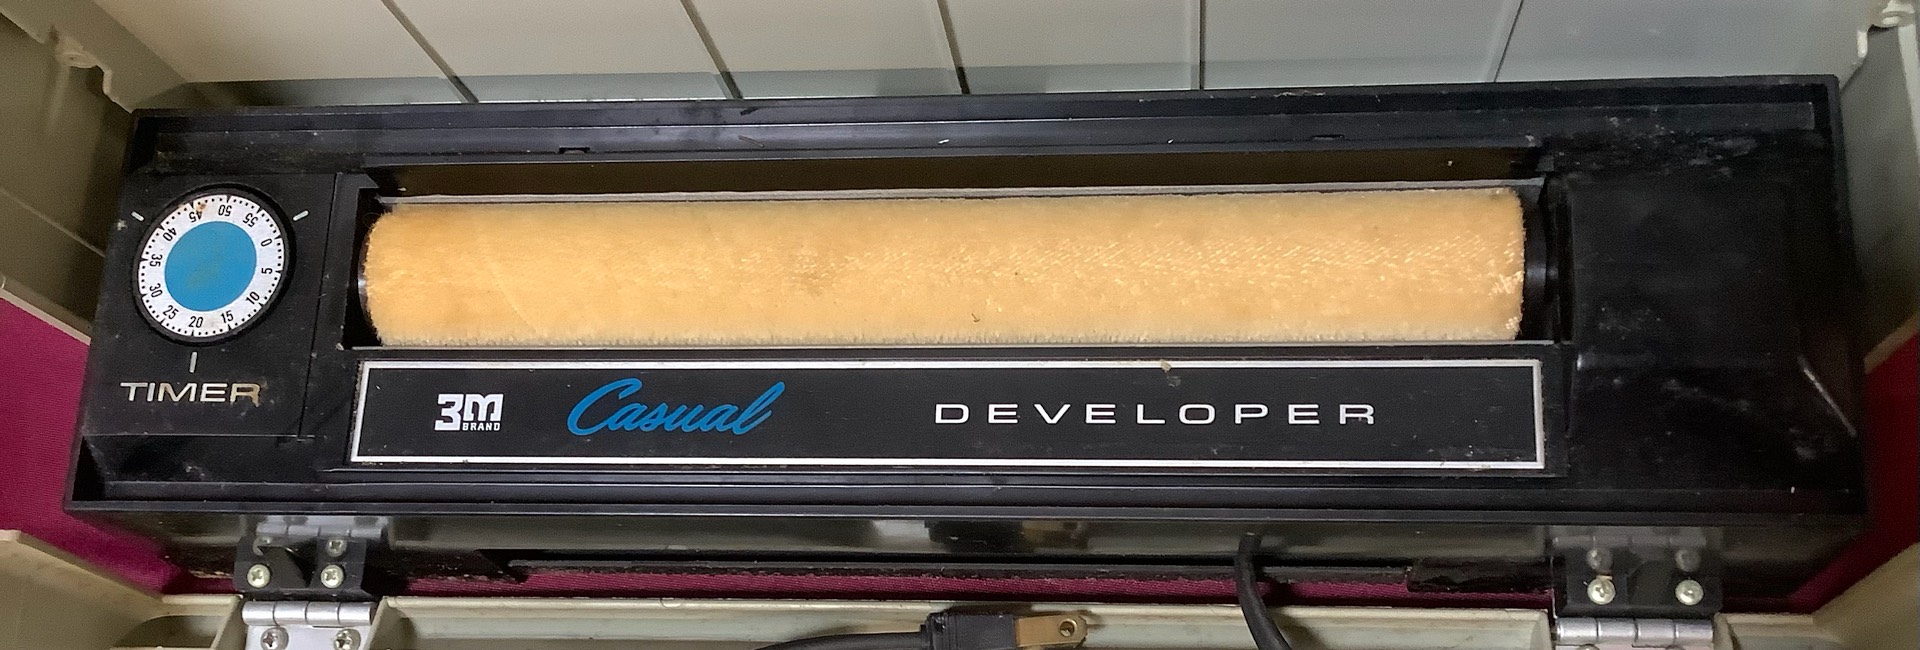 0 5 10 15 20 25 30 35 40 45 50 55
TIMER
3M BRAND Casual DEVELOPER